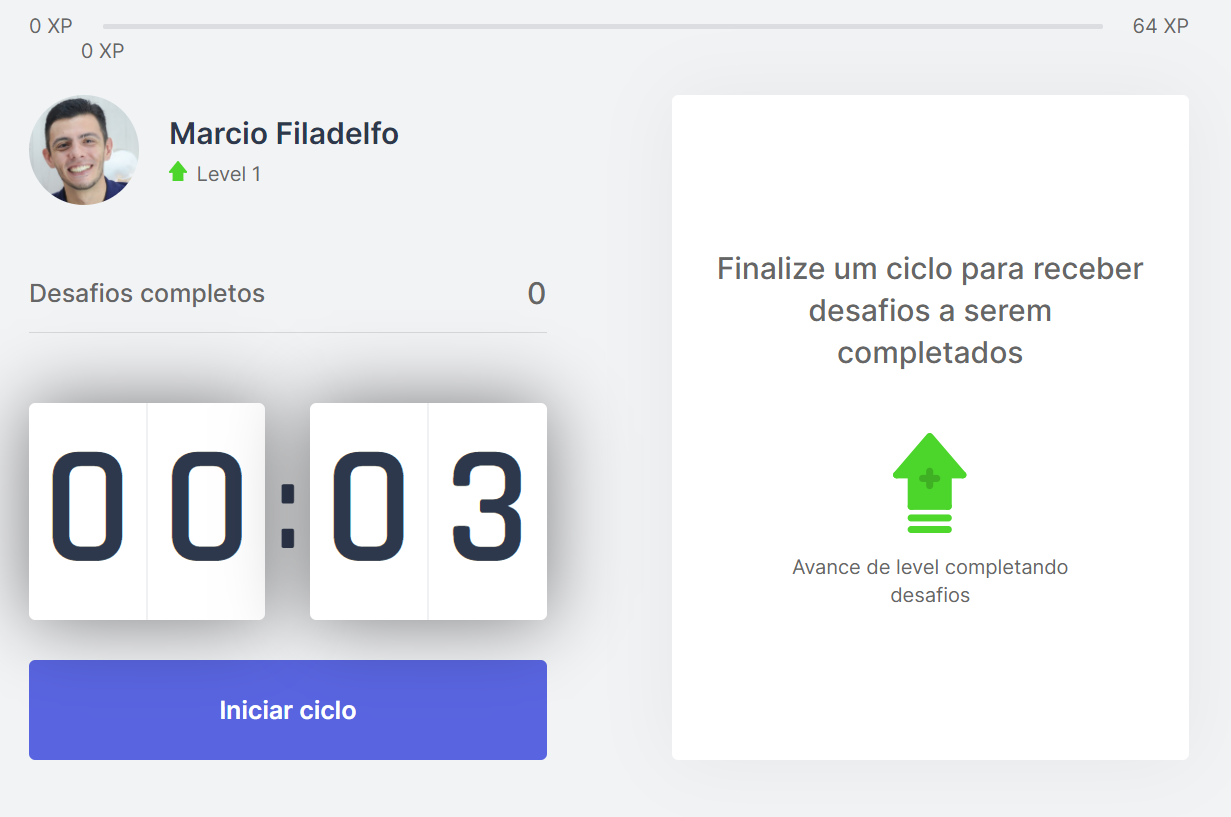 0 XP
64 XP
0 XP
Marcio Filadelfo
Level 1
Desafios completos 0
00:03
Iniciar ciclo
Finalize um ciclo para receber
desafios a serem
completados
Avance de level completando
desafios